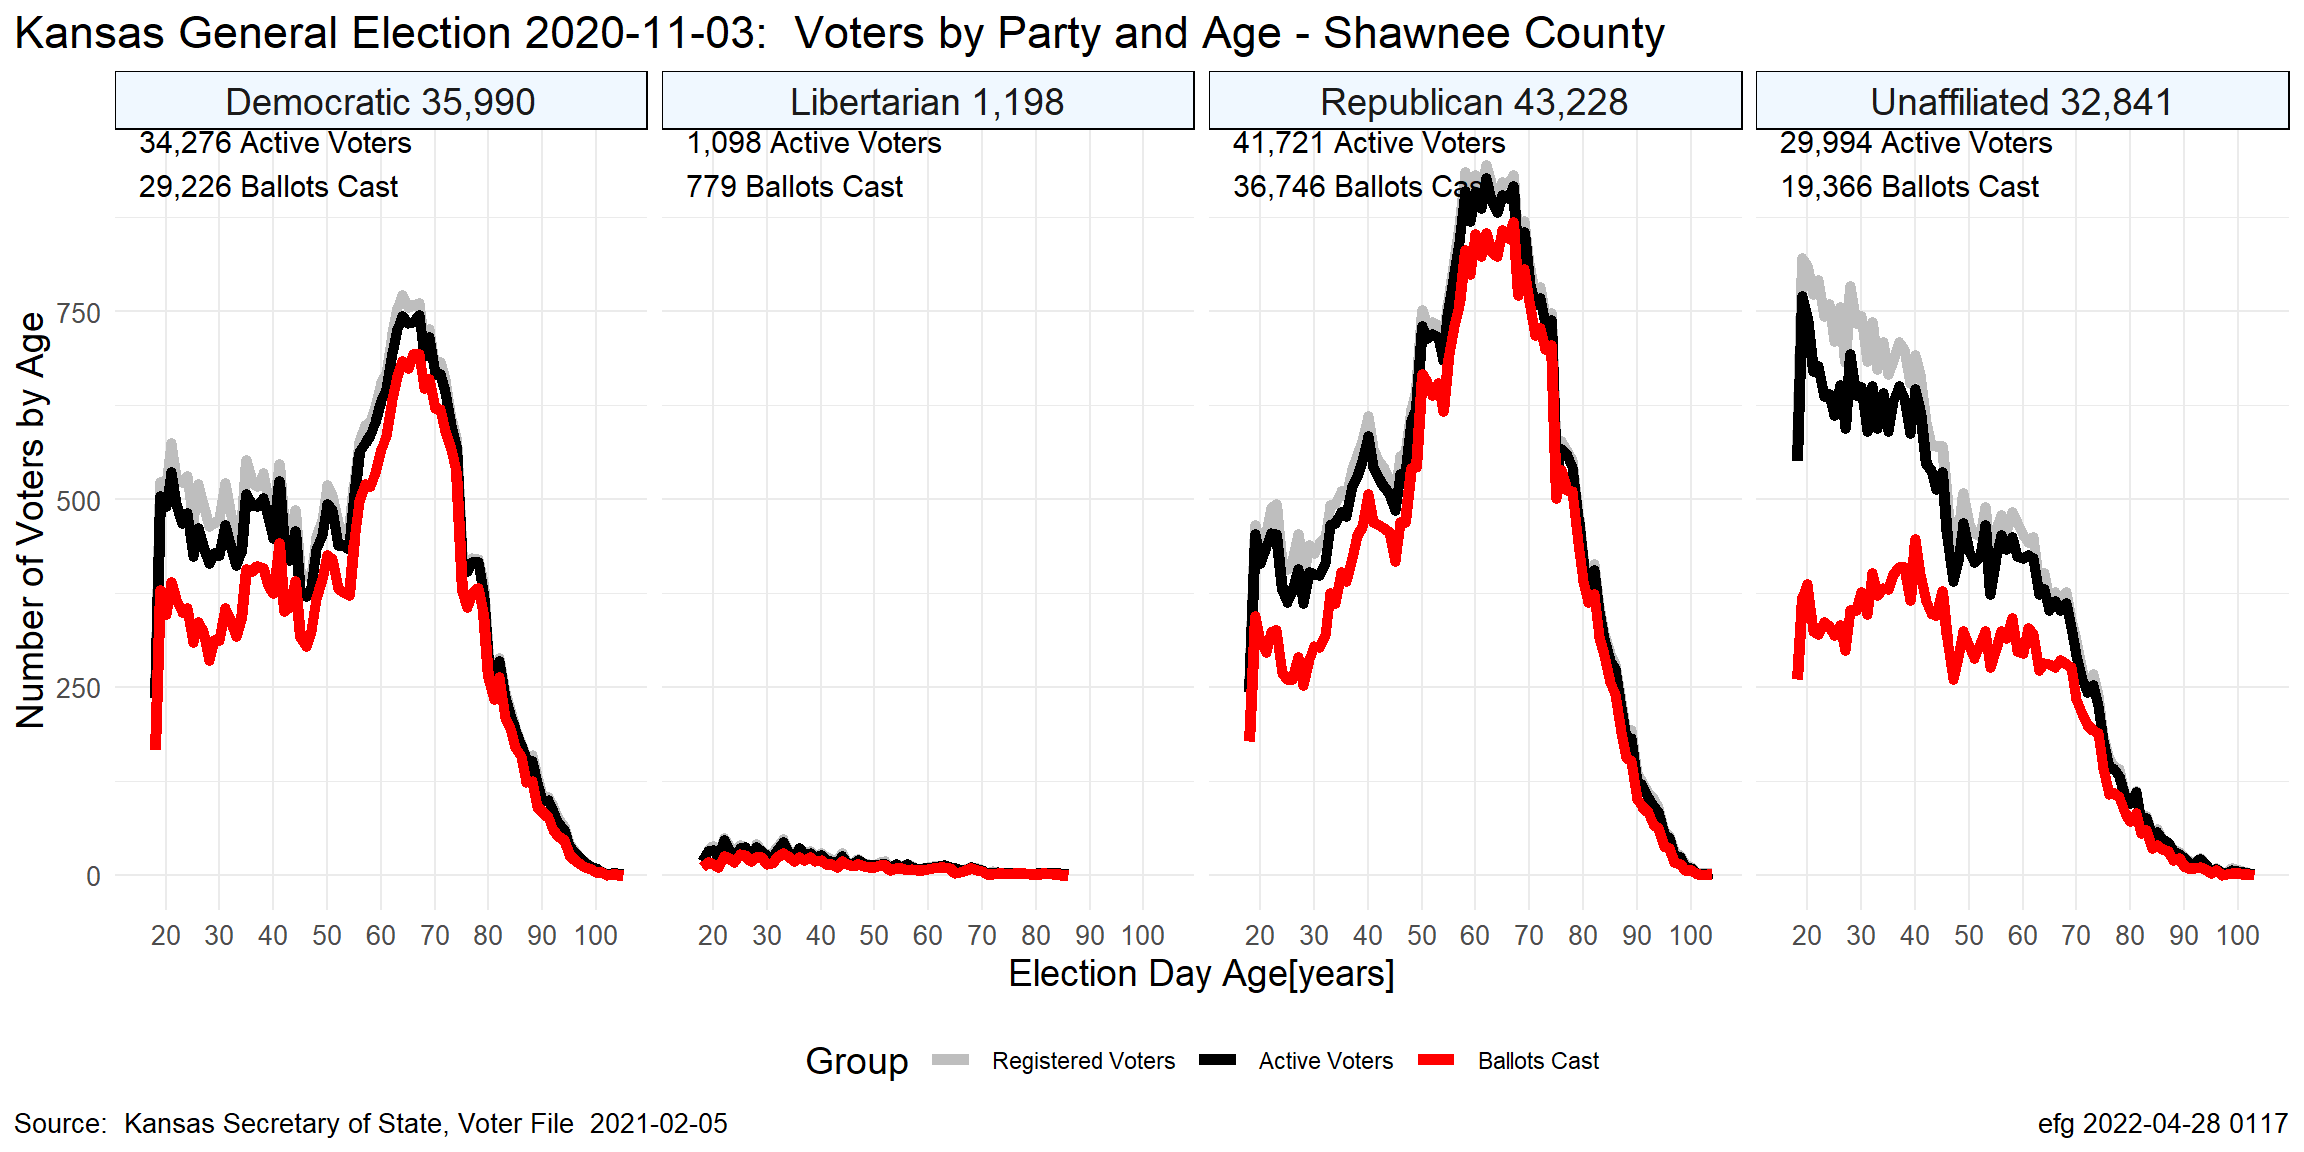 Kansas General Election 2020-11-03:  Voters by Party and Age - Shawnee County
Democratic 35,990
Libertarian 1,198
Republican 43,228
Unaffiliated 32,841
34,276 Active Voters
29,226 Ballots Cast
1,098 Active Voters
779 Ballots Cast
41,721 Active Voters
36,746 Ballots Cast
29,994 Active Voters
19,366 Ballots Cast
Number of Voters by Age
750
500
250
0
20 30 40 50 60 70 80 90 100
20 30 40 50 60 70 80 90 100
20 30 40 50 60 70 80 90 100
20 30 40 50 60 70 80 90 100
Election Day Age[years]
Group Registered Voters Active Voters Ballots Cast
Source:  Kansas Secretary of State, Voter File  2021-02-05
efg 2022-04-28 0117